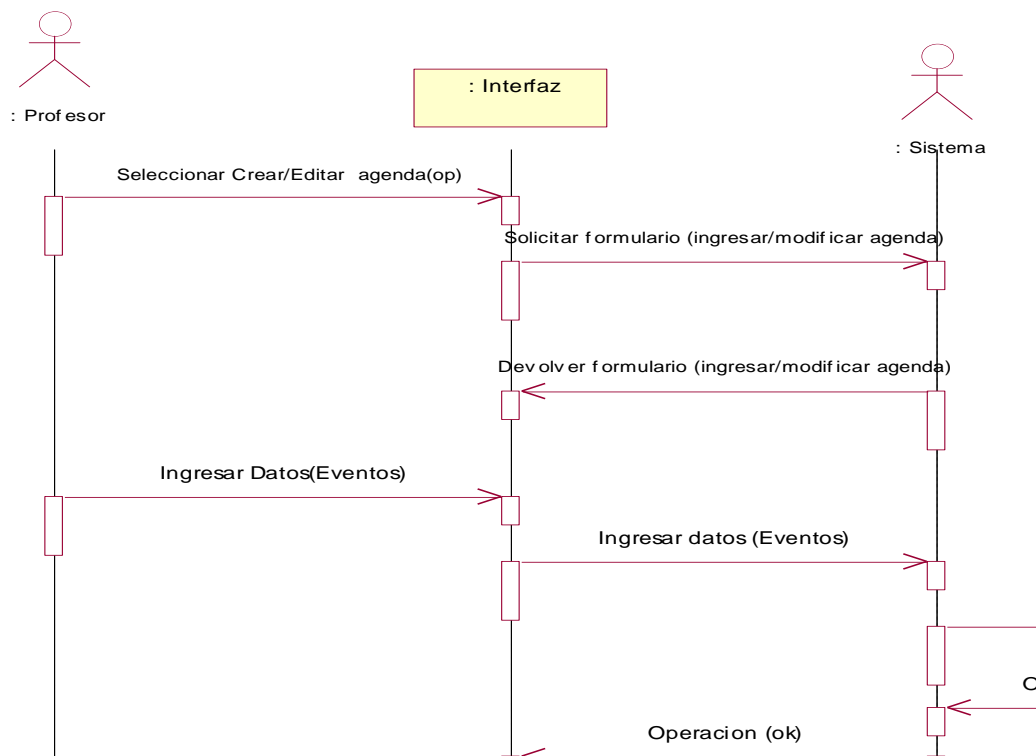 : Profesor
: Interfaz
: Sistema
Seleccionar Crear/Editar agenda(op)
Solicitar formulario (ingresar/modificar agenda)
Devolver formulario (ingresar/modificar agenda)
Ingresar Datos(Eventos)
Ingresar datos (Eventos)
Operacion (ok)